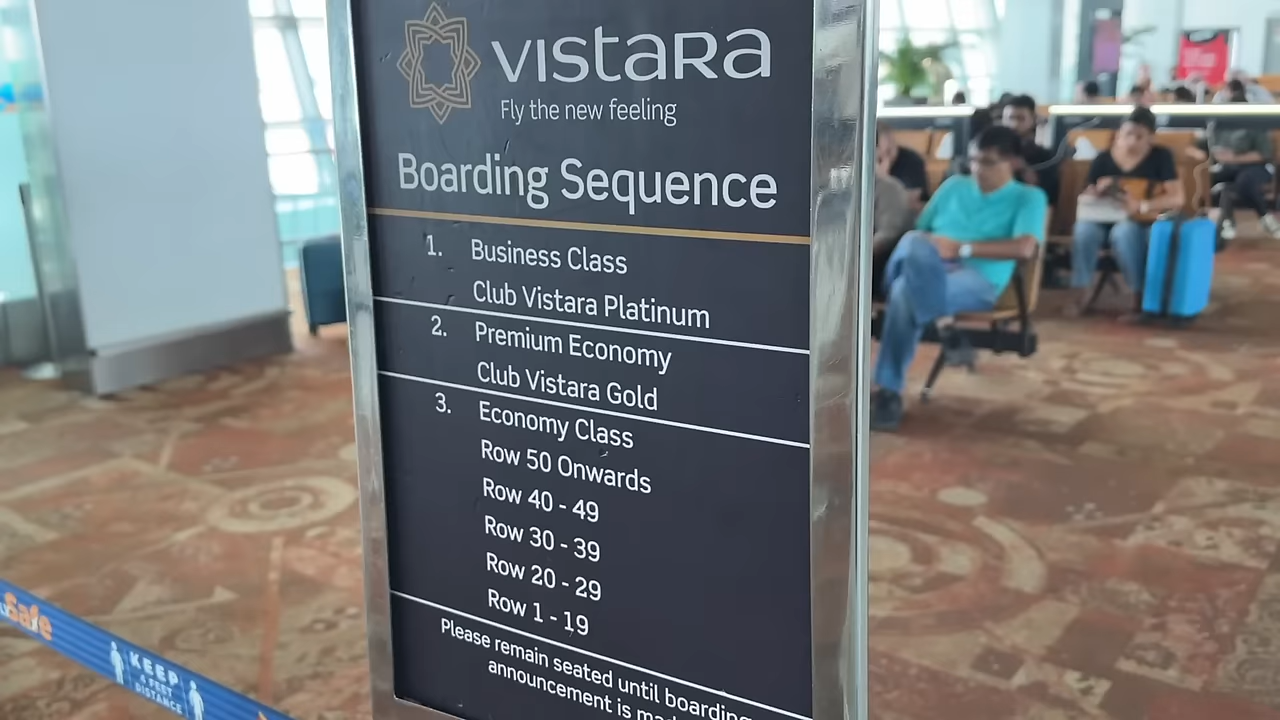 VISTARA
Fly the new feeling
Boarding Sequence
1. Business Class
Club Vistara Platinum
2. Premium Economy
Club Vistara Gold
3. Economy Class
Row 50 Onwards
Row 40 - 49
Row 30 - 39
Row 20 - 29
Row 1 - 19
Please remain seated until boarding
announcement is
Safe
KEEP
6 FEET
DISTANCE